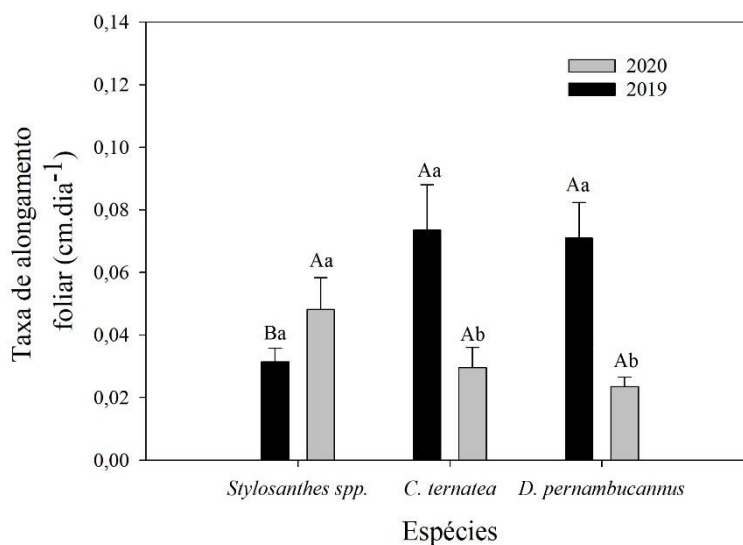 0,14
2020
2019
0,12
0,10
0,08
0,06
0,04
0,02
0,00
Taxa de alongamento
foliar (cm.dia⁻¹)
Ba
Aa
Aa
Ab
Aa
Ab
Stylosanthes spp.
C. ternatea
D. pernambucannus
Espécies